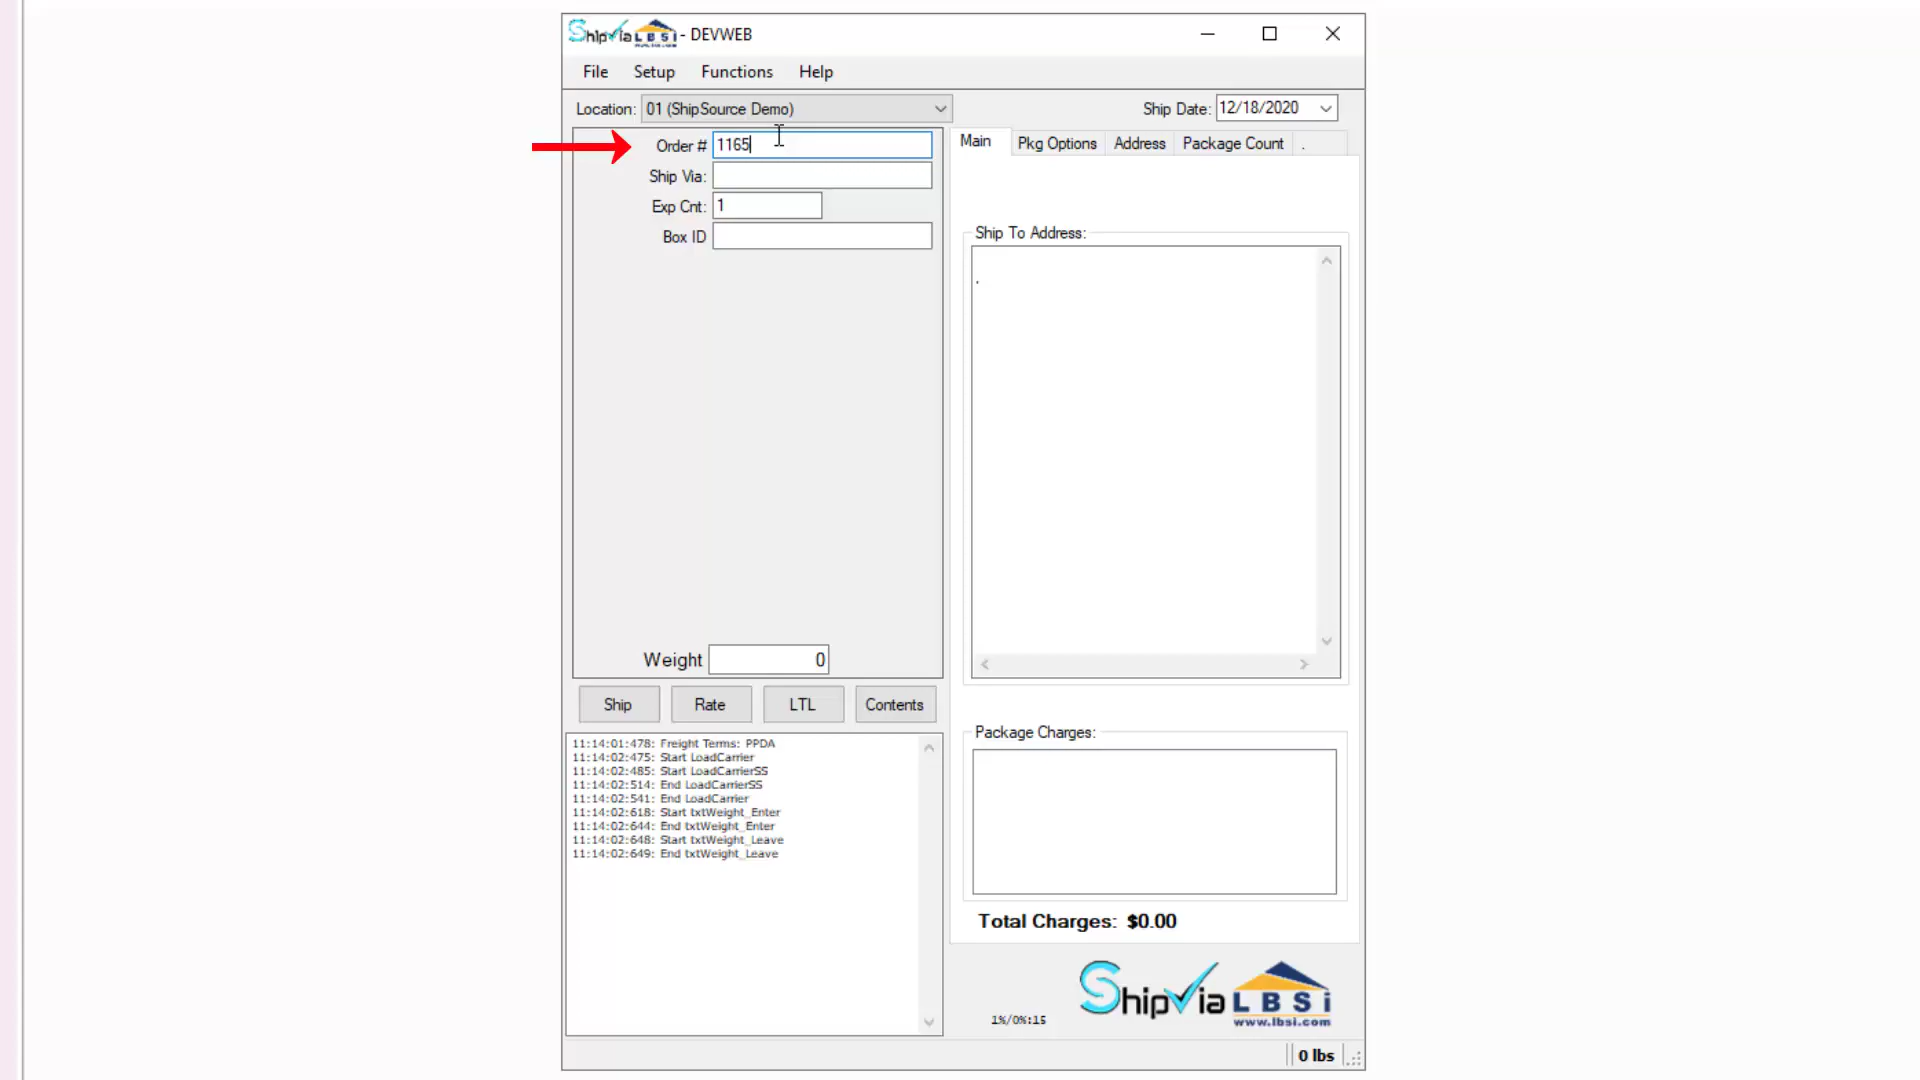 ShipVia LBSi - DEVWEB
File Setup Functions Help
Location: 01 (ShipSource Demo) Ship Date: 12/18/2020
Order # 1165
Ship Via:
Exp Cnt: 1
Box ID
Main Pkg Options Address Package Count .
Ship To Address:
.
Weight 0
Ship Rate LTL Contents
11:14:01:478: Freight Terms: PPDA
11:14:02:475: Start LoadCarrier
11:14:02:485: Start LoadCarrierSS
11:14:02:514: End LoadCarrierSS
11:14:02:541: End LoadCarrier
11:14:02:618: Start txtWeight_Enter
11:14:02:644: End txtWeight_Enter
11:14:02:648: Start txtWeight_Leave
11:14:02:649: End txtWeight_Leave
Package Charges:
Total Charges: $0.00
1%/0%:15
ShipVia LBSi
www.lbsi.com
0 lbs